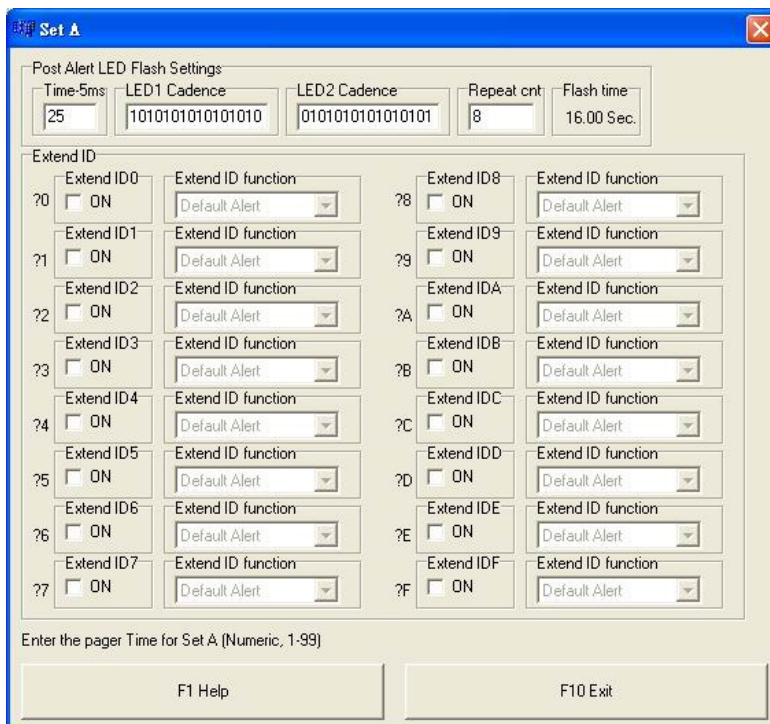 Set A
Post Alert LED Flash Settings
Time-5ms LED1 Cadence LED2 Cadence Repeat cnt Flash time
25 1010101010101010 0101010101010101 8 16.00 Sec.
Extend ID
Extend ID0 Extend ID function Extend ID8 Extend ID function
?0 ON Default Alert ?8 ON Default Alert
Extend ID1 Extend ID function Extend ID9 Extend ID function
?1 ON Default Alert ?9 ON Default Alert
Extend ID2 Extend ID function Extend IDA Extend ID function
?2 ON Default Alert ?A ON Default Alert
Extend ID3 Extend ID function Extend IDB Extend ID function
?3 ON Default Alert ?B ON Default Alert
Extend ID4 Extend ID function Extend IDC Extend ID function
?4 ON Default Alert ?C ON Default Alert
Extend ID5 Extend ID function Extend IDD Extend ID function
?5 ON Default Alert ?D ON Default Alert
Extend ID6 Extend ID function Extend IDE Extend ID function
?6 ON Default Alert ?E ON Default Alert
Extend ID7 Extend ID function Extend IDF Extend ID function
?7 ON Default Alert ?F ON Default Alert
Enter the pager Time for Set A (Numeric, 1-99)
F1 Help F10 Exit